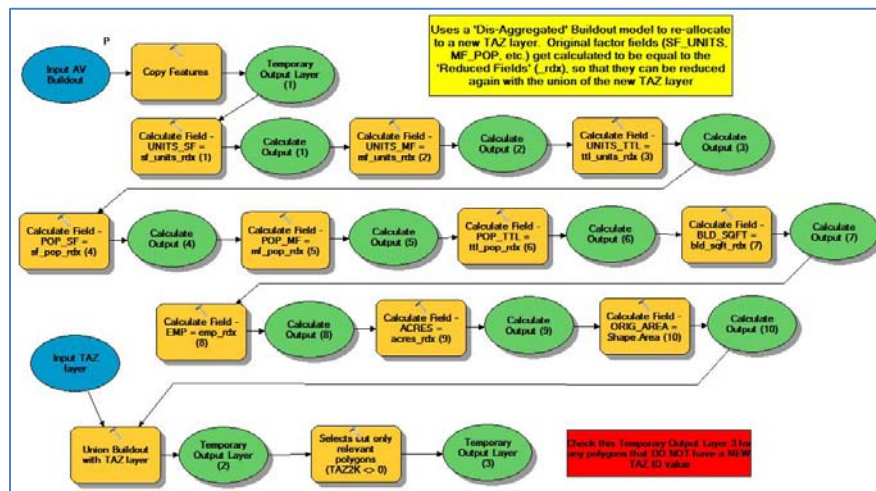 P
Input AV
Buildout
Copy Features
Temporary
Output Layer
(1)
Uses a 'Dis-Aggregated' Buildout model to re-allocate
to a new TAZ layer. Original factor fields (SF_UNITS,
MF_POP, etc.) get calculated to be equal to the
'Reduced Fields' (_rdx), so that they can be reduced
again with the union of the new TAZ layer
Calculate Field -
UNITS_SF =
sf_units_rdx (1)
Calculate
Output (1)
Calculate Field -
UNITS_MF =
mf_units_rdx (2)
Calculate
Output (2)
Calculate Field -
UNITS_TTL =
ttl_units_rdx (3)
Calculate
Output (3)
Calculate Field -
POP_SF =
sf_pop_rdx (4)
Calculate
Output (4)
Calculate Field -
POP_MF =
mf_pop_rdx (5)
Calculate
Output (5)
Calculate Field -
POP_TTL =
ttl_pop_rdx (6)
Calculate
Output (6)
Calculate Field -
BLD_SQFT =
bld_sqft_rdx (7)
Calculate
Output (7)
Calculate Field -
EMP = emp_rdx
(8)
Calculate
Output (8)
Calculate Field -
ACRES =
acres_rdx (9)
Calculate
Output (9)
Calculate Field -
ORIG_AREA =
Shape.Area (10)
Calculate
Output (10)
Input TAZ
layer
Union Buildout
with TAZ layer
Temporary
Output Layer
(2)
Selects out only
relevant
polygons
(TAZ2K <> 0)
Temporary
Output Layer
(3)
Check this Temporary Output Layer 3 for
any polygons that DO NOT have a NEW
TAZ ID value